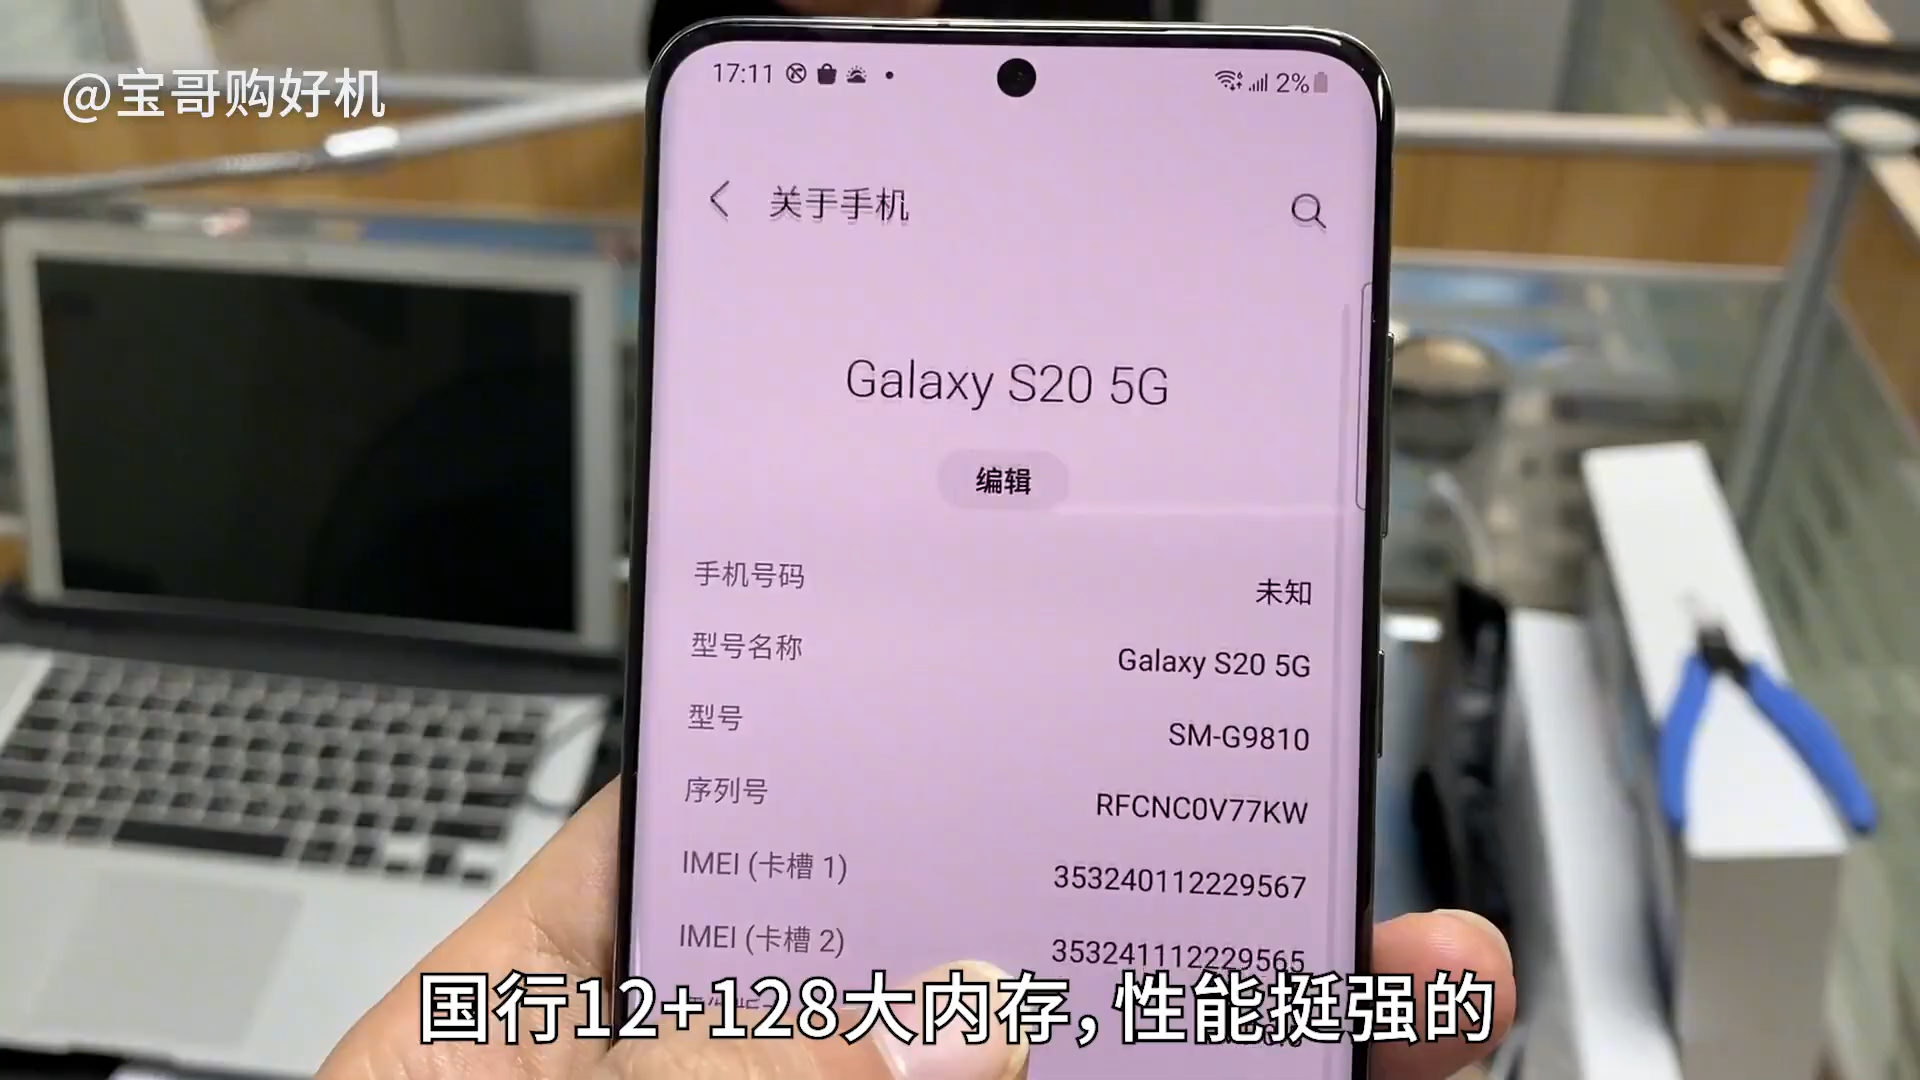 @宝哥购好机
17:11
2%
关于手机
Galaxy S20 5G
编辑
手机号码 未知
型号名称 Galaxy S20 5G
型号 SM-G9810
序列号 RFCNC0V77KW
IMEI (卡槽 1) 353240112229567
IMEI (卡槽 2) 353241112229565
国行12+128大内存,性能挺强的